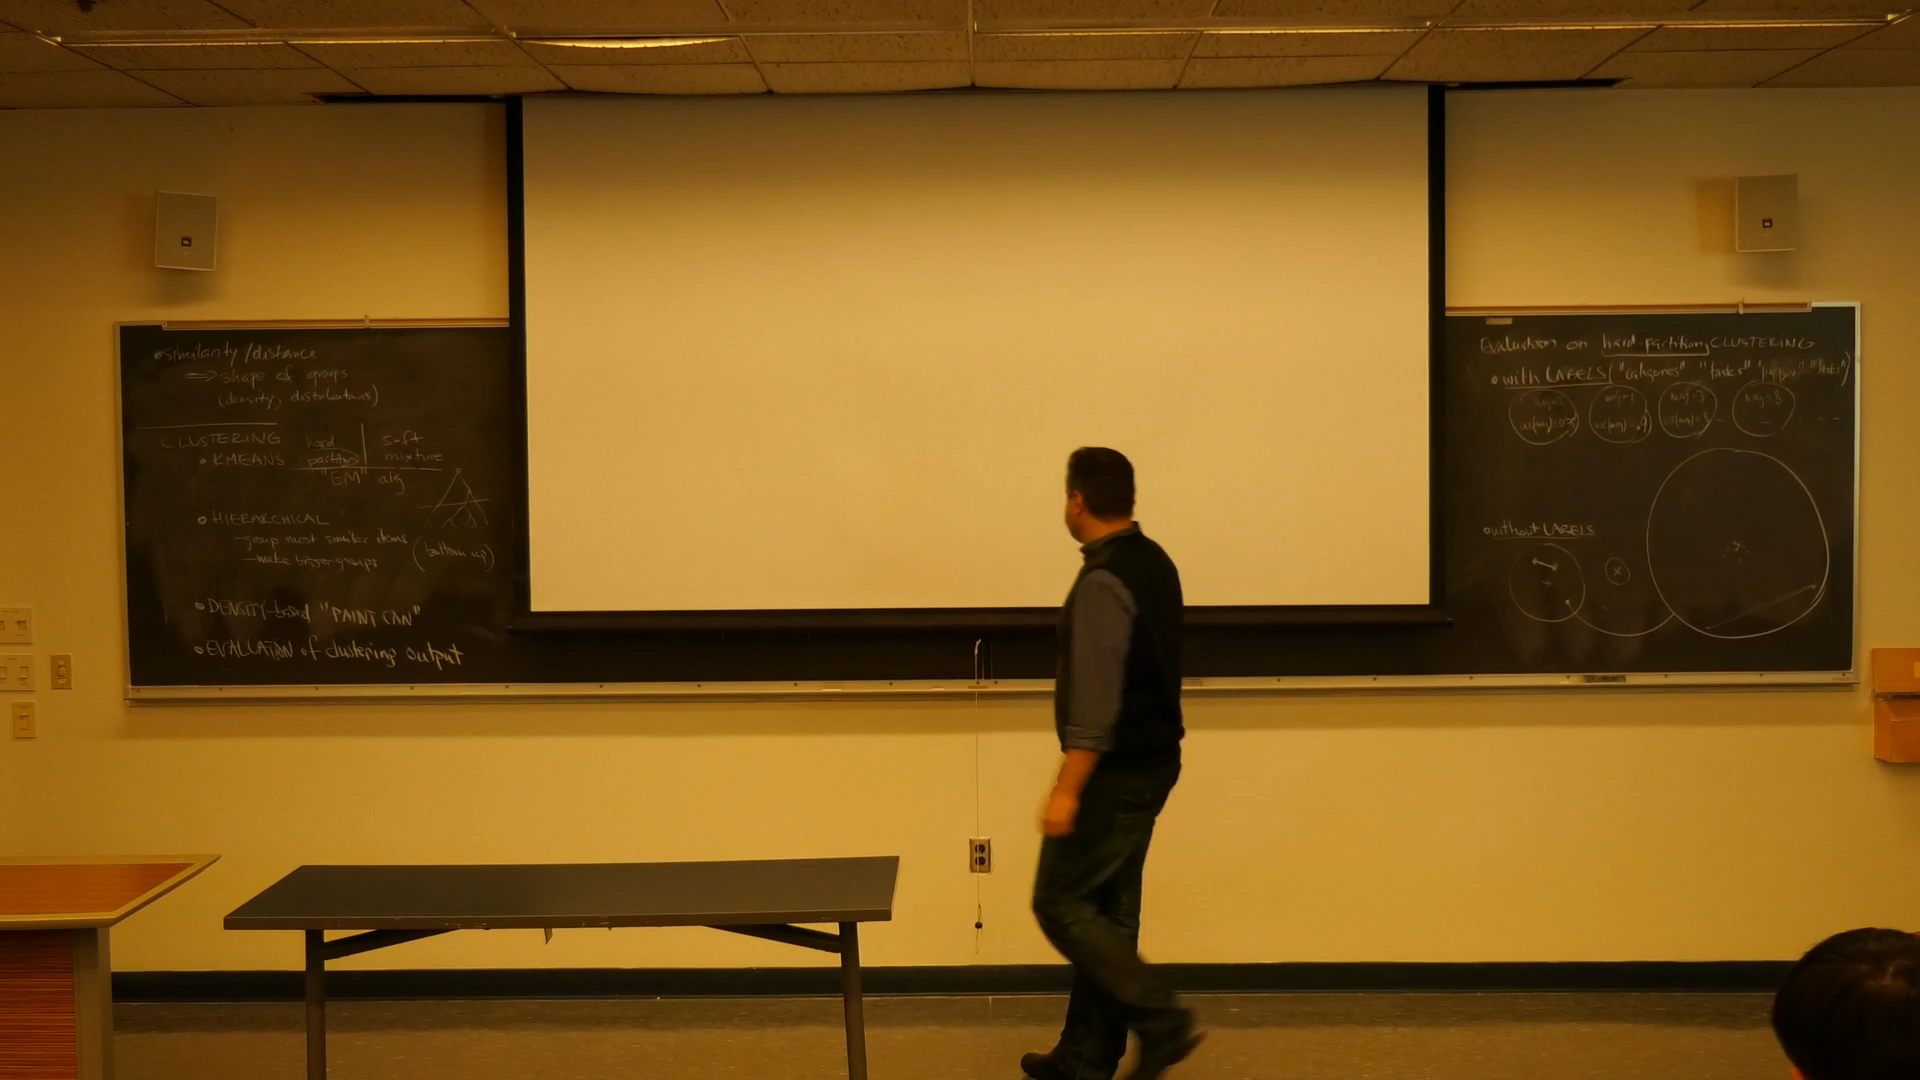 •similarity/distance
⇒ shape of groups
(density, distributions)
CLUSTERING hard soft
• KMEANS partition mixture
"EM" alg
• HIERARCHICAL
-group most similar items
-make bigger groups
(bottom up)
• DENSITY-based "PAINT CAN"
• EVALUATION of clustering output
Evaluation on hard-partition CLUSTERING
• with LABELS ("categories" "tasks"
• without LABELS